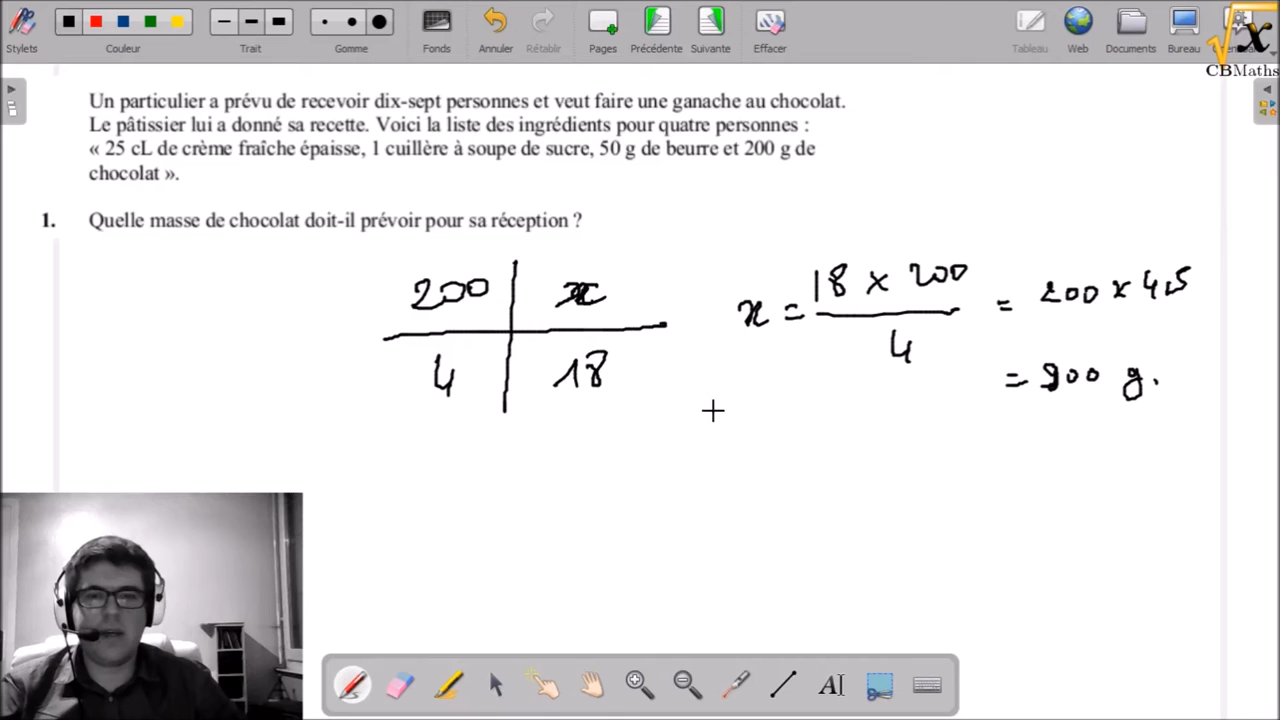 Stylets Couleur Trait Gomme Fonds Annuler Rétablir Pages Précédente Suivante Effacer Tableau Web Documents Bureau
√x
CBMaths
Un particulier a prévu de recevoir dix-sept personnes et veut faire une ganache au chocolat.
Le pâtissier lui a donné sa recette. Voici la liste des ingrédients pour quatre personnes :
« 25 cL de crème fraîche épaisse, 1 cuillère à soupe de sucre, 50 g de beurre et 200 g de
chocolat ».
1. Quelle masse de chocolat doit-il prévoir pour sa réception ?
200 | x
4 | 18
x = 18 x 200 / 4 = 200 x 4,5
= 900 g.
AI